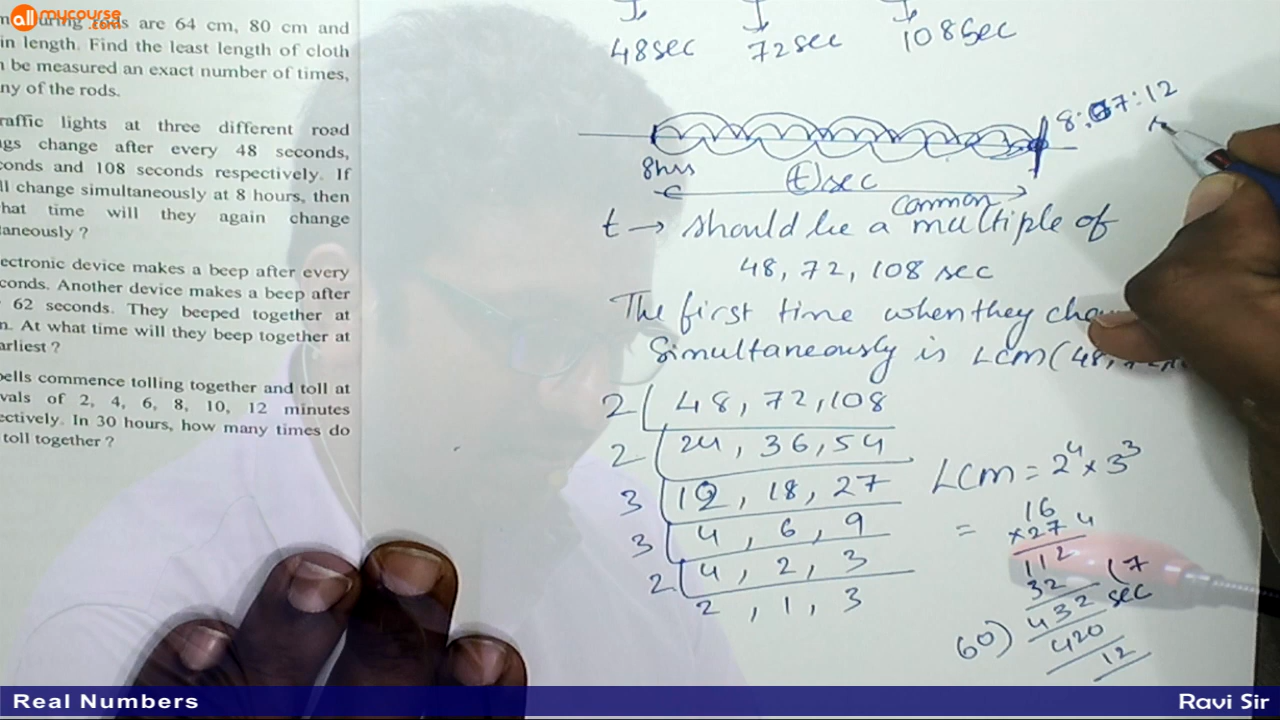 allmycourse.com
rods are 64 cm, 80 cm and
in length. Find the least length of cloth
be measured an exact number of times,
ny of the rods.
raffic lights at three different road
ngs change after every 48 seconds,
conds and 108 seconds respectively. If
ll change simultaneously at 8 hours, then
hat time will they again change
taneously ?
ectronic device makes a beep after every
conds. Another device makes a beep after
62 seconds. They beeped together at
n. At what time will they beep together at
arliest ?
bells commence tolling together and toll at
vals of 2, 4, 6, 8, 10, 12 minutes
ectively. In 30 hours, how many times do
toll together ?
48sec 72sec 108sec
8:07:12
8hrs
t sec
common
t → should be a multiple of
48, 72, 108 sec
The first time when they cha
Simultaneously is LCM(48,
2 48, 72, 108
2 24, 36, 54
3 12, 18, 27
3 4, 6, 9
2 4, 2, 3
2, 1, 3
LCM = 2⁴ × 3³
= 16
×27 4
112
32
432 sec
60) (7
420
12
Real Numbers
Ravi Sir